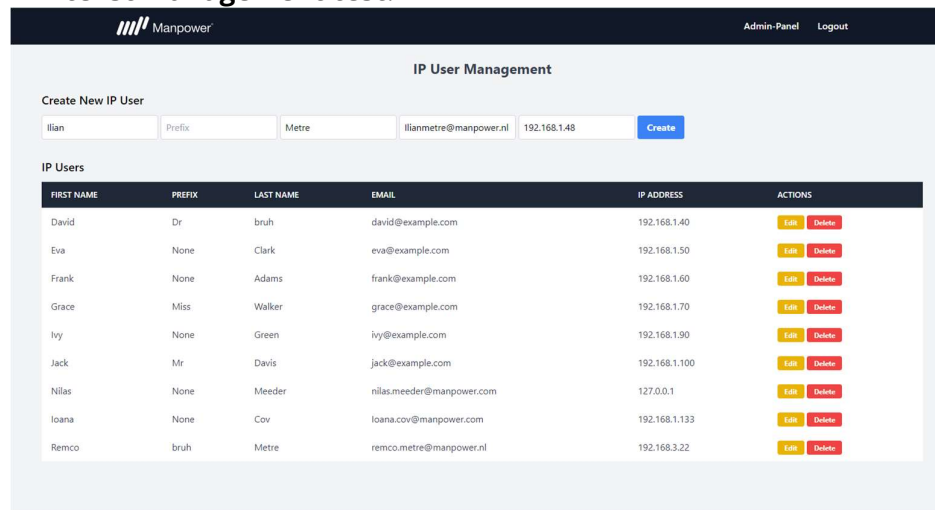 Manpower
Admin-Panel Logout
IP User Management
Create New IP User
Ilian Prefix Metre Ilianmetre@manpower.nl 192.168.1.48 Create
IP Users
FIRST NAME PREFIX LAST NAME EMAIL IP ADDRESS ACTIONS
David Dr bruh david@example.com 192.168.1.40 Edit Delete
Eva None Clark eva@example.com 192.168.1.50 Edit Delete
Frank None Adams frank@example.com 192.168.1.60 Edit Delete
Grace Miss Walker grace@example.com 192.168.1.70 Edit Delete
Ivy None Green ivy@example.com 192.168.1.90 Edit Delete
Jack Mr Davis jack@example.com 192.168.1.100 Edit Delete
Nilas None Meeder nilas.meeder@manpower.com 127.0.0.1 Edit Delete
Ioana None Cov Ioana.cov@manpower.com 192.168.1.133 Edit Delete
Remco bruh Metre remco.metre@manpower.nl 192.168.3.22 Edit Delete